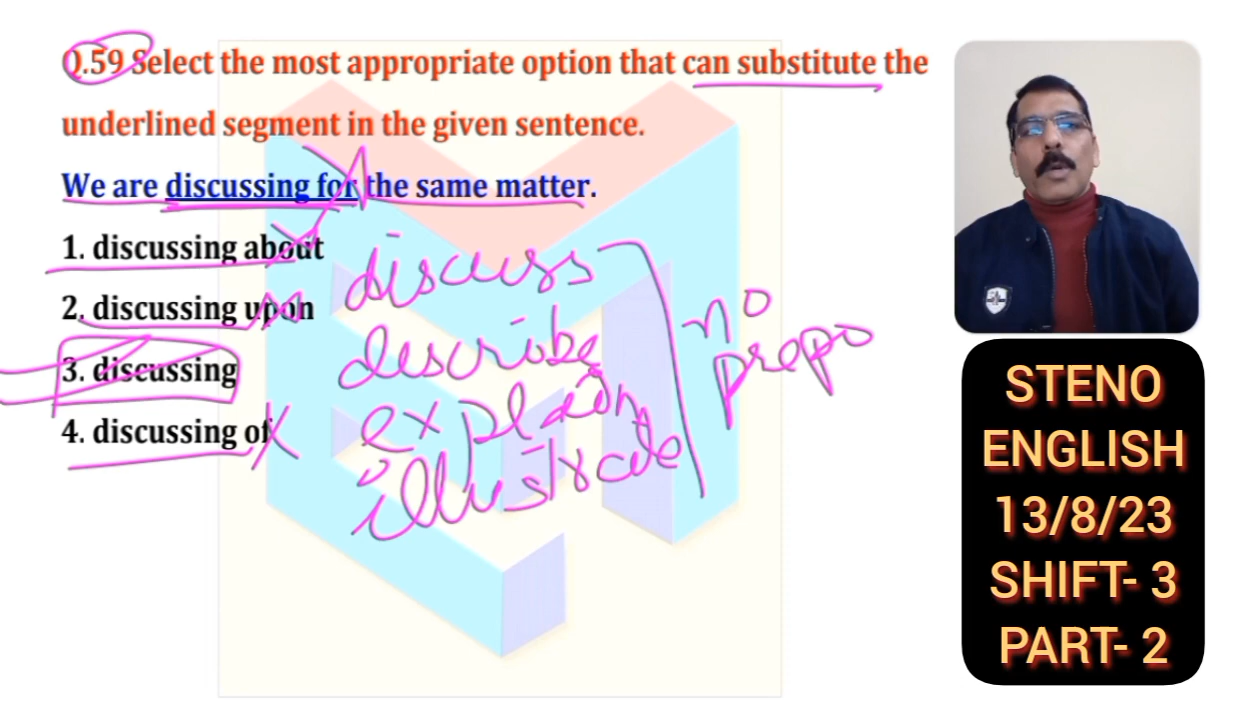 Q.59 Select the most appropriate option that can substitute the
underlined segment in the given sentence.
We are discussing for the same matter.
1. discussing about
2. discussing upon
3. discussing
4. discussing of
discuss
describe
explain
illustrate
no
prepo
STENO
ENGLISH
13/8/23
SHIFT- 3
PART- 2